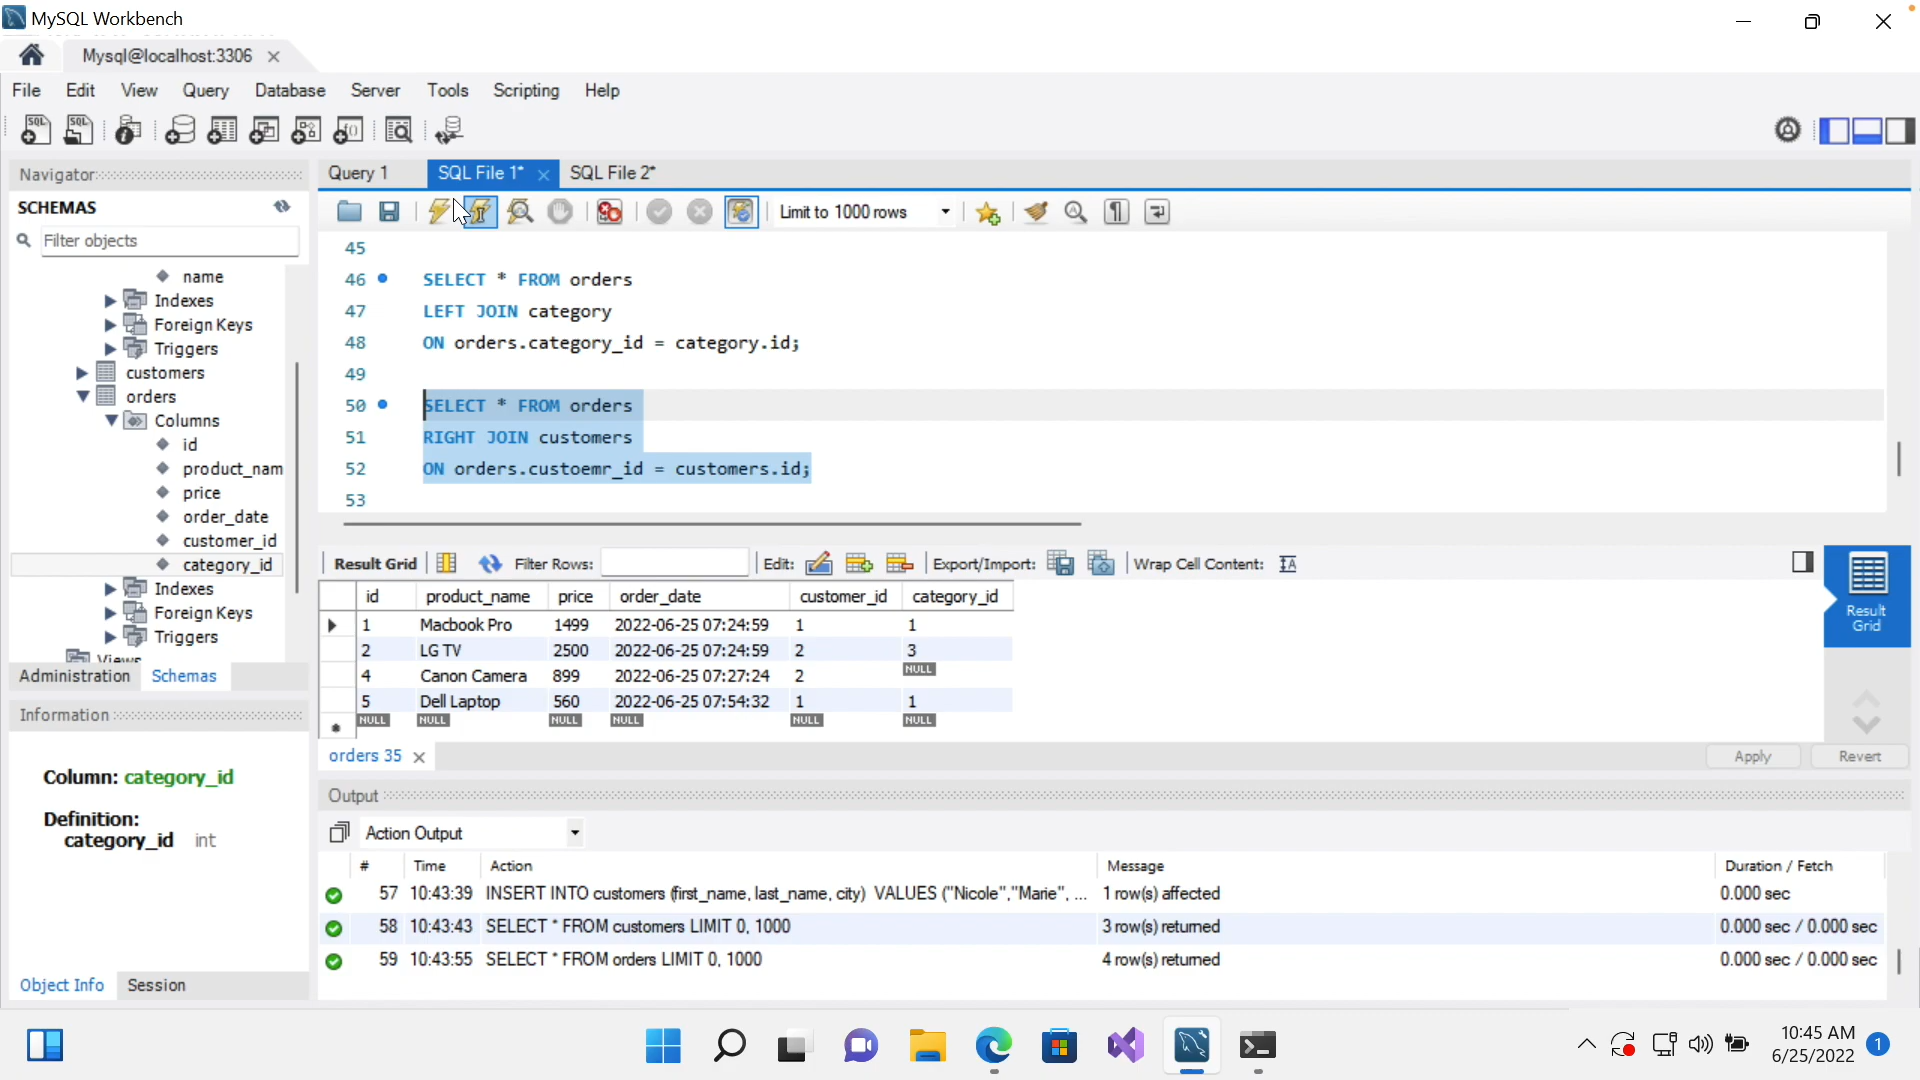 MySQL Workbench
Mysql@localhost:3306
File Edit View Query Database Server Tools Scripting Help
Navigator
SCHEMAS
Filter objects
name
Indexes
Foreign Keys
Triggers
customers
orders
Columns
id
product_nam
price
order_date
customer_id
category_id
Indexes
Foreign Keys
Triggers
Views
Administration Schemas
Information
Column: category_id
Definition:
category_id int
Object Info Session
Query 1 SQL File 1* SQL File 2*
Limit to 1000 rows
45
46 SELECT * FROM orders
47 LEFT JOIN category
48 ON orders.category_id = category.id;
49
50 SELECT * FROM orders
51 RIGHT JOIN customers
52 ON orders.custoemr_id = customers.id;
53
Result Grid Filter Rows: Edit: Export/Import: Wrap Cell Content: IA
id product_name price order_date customer_id category_id
1 Macbook Pro 1499 2022-06-25 07:24:59 1 1
2 LG TV 2500 2022-06-25 07:24:59 2 3
4 Canon Camera 899 2022-06-25 07:27:24 2 NULL
5 Dell Laptop 560 2022-06-25 07:54:32 1 1
NULL NULL NULL NULL NULL NULL
Result
Grid
orders 35 Apply Revert
Output
Action Output
# Time Action Message Duration / Fetch
57 10:43:39 INSERT INTO customers (first_name, last_name, city) VALUES ("Nicole","Marie", ... 1 row(s) affected 0.000 sec
58 10:43:43 SELECT * FROM customers LIMIT 0, 1000 3 row(s) returned 0.000 sec / 0.000 sec
59 10:43:55 SELECT * FROM orders LIMIT 0, 1000 4 row(s) returned 0.000 sec / 0.000 sec
10:45 AM
6/25/2022 1